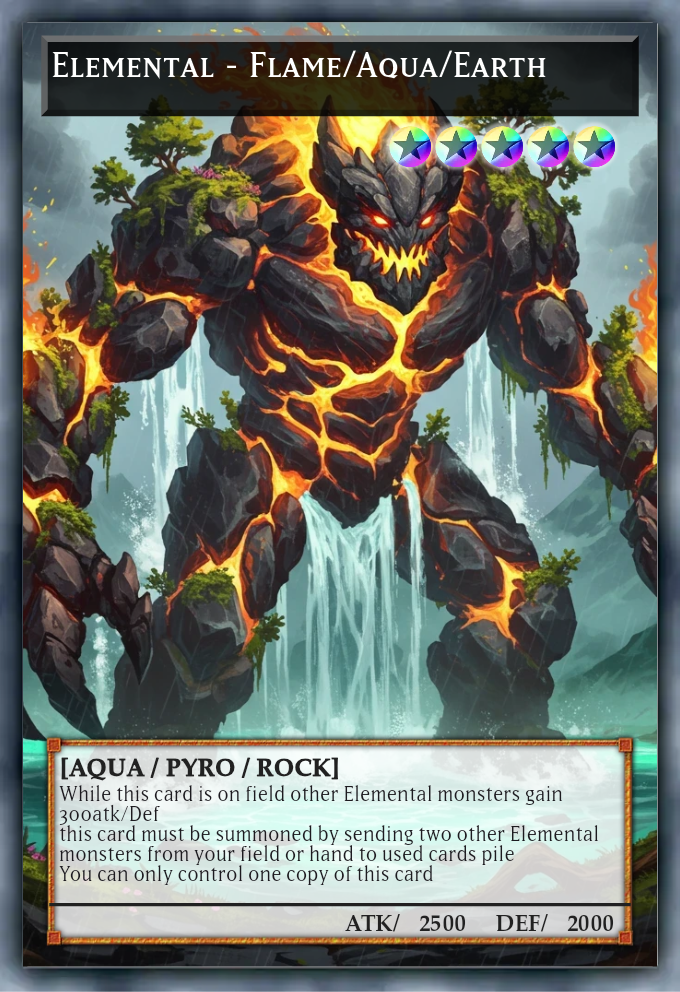 Elemental - Flame/Aqua/Earth
[AQUA / PYRO / ROCK]
While this card is on field other Elemental monsters gain
300atk/Def
this card must be summoned by sending two other Elemental
monsters from your field or hand to used cards pile
You can only control one copy of this card
ATK/ 2500 DEF/ 2000